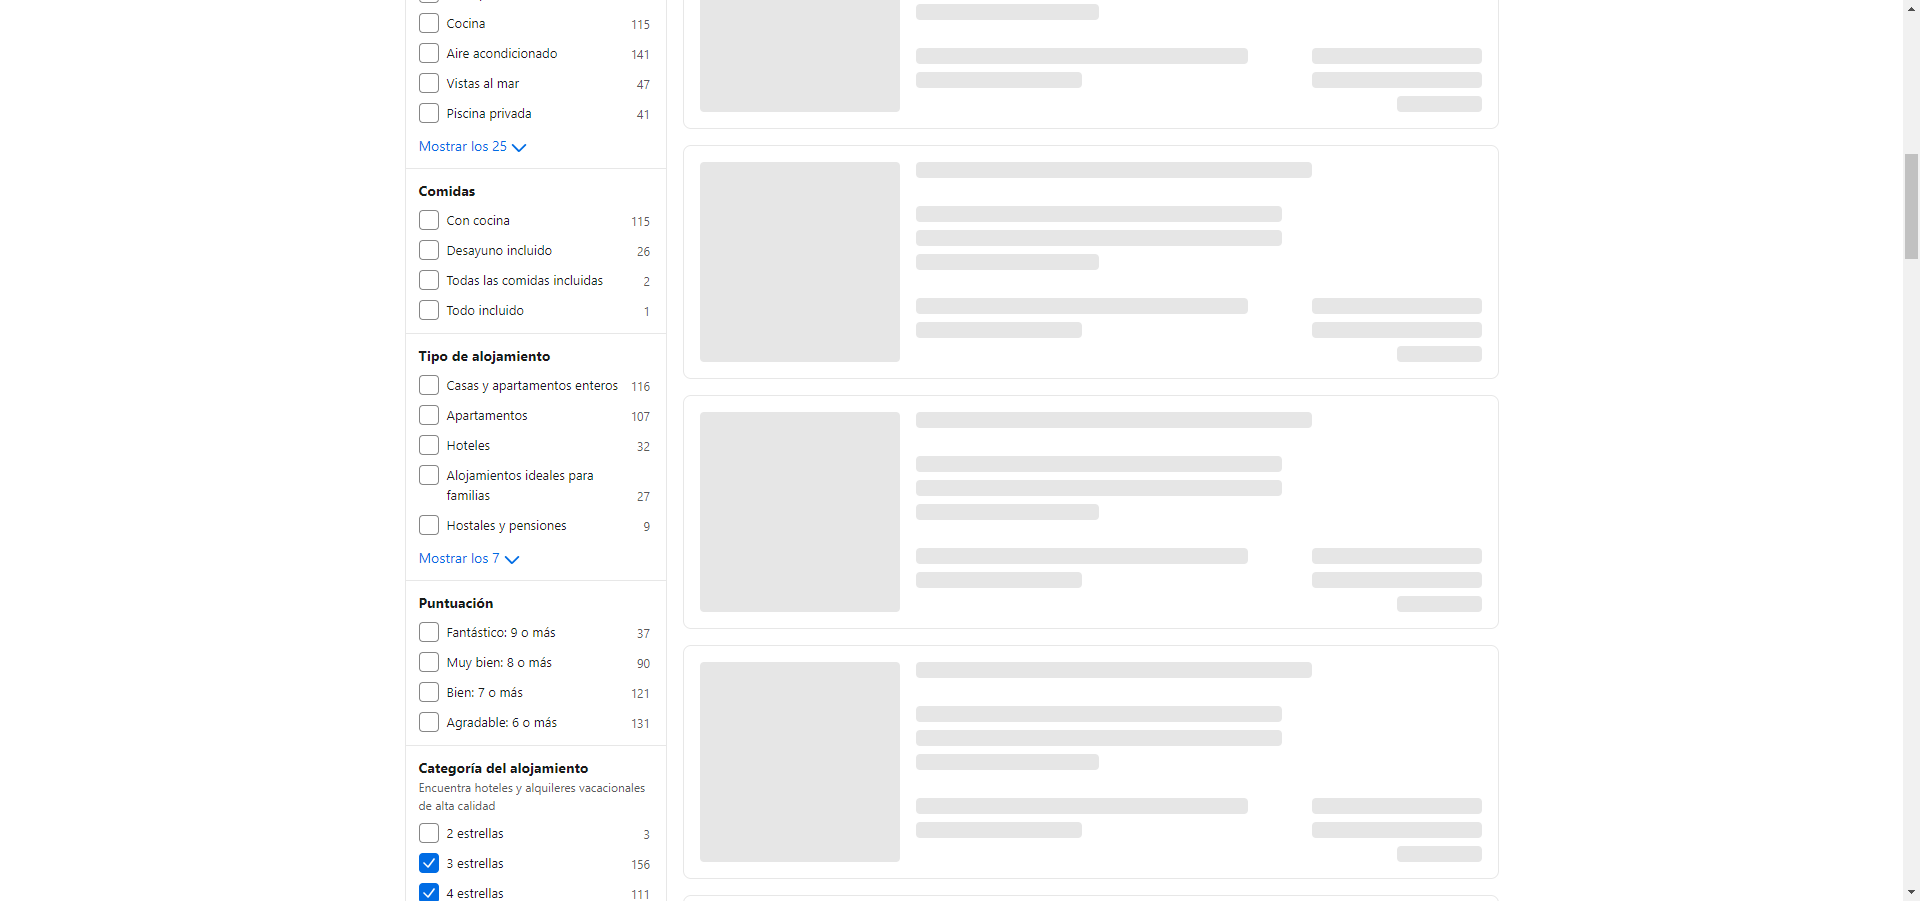 Cocina 115
Aire acondicionado 141
Vistas al mar 47
Piscina privada 41
Mostrar los 25
Comidas
Con cocina 115
Desayuno incluido 26
Todas las comidas incluidas 2
Todo incluido 1
Tipo de alojamiento
Casas y apartamentos enteros 116
Apartamentos 107
Hoteles 32
Alojamientos ideales para
familias 27
Hostales y pensiones 9
Mostrar los 7
Puntuación
Fantástico: 9 o más 37
Muy bien: 8 o más 90
Bien: 7 o más 121
Agradable: 6 o más 131
Categoría del alojamiento
Encuentra hoteles y alquileres vacacionales
de alta calidad
2 estrellas 3
3 estrellas 156
4 estrellas 111